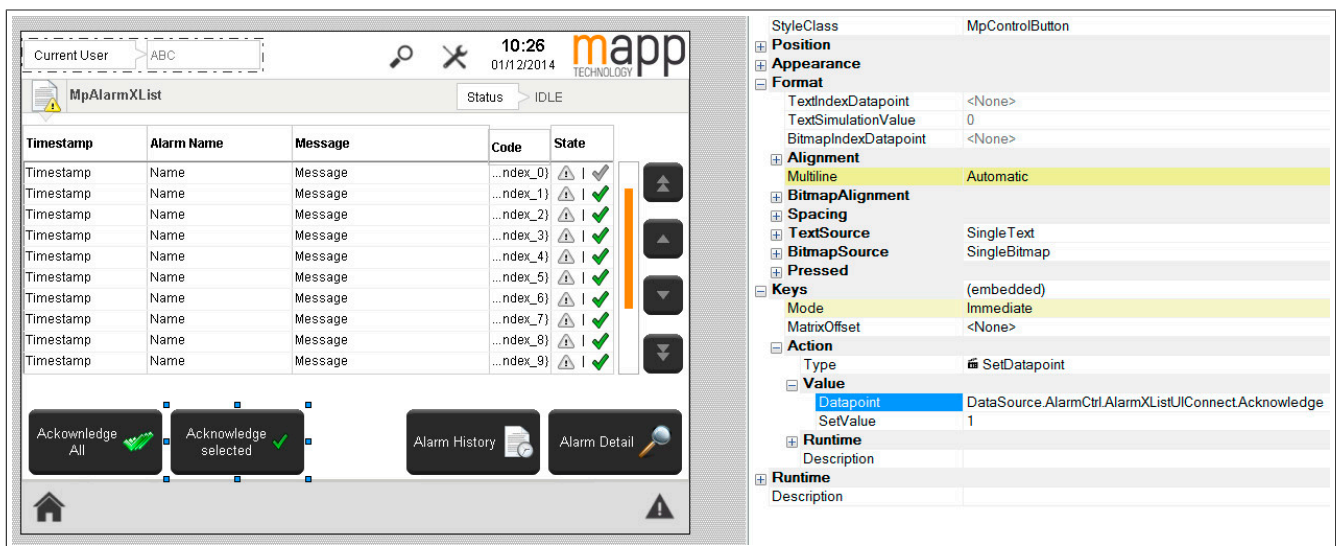 Current User
ABC
10:26
01/12/2014
mapp
TECHNOLOGY
MpAlarmXList
Status
IDLE
Timestamp Alarm Name Message Code State
Timestamp Name Message ...ndex_0} |
Timestamp Name Message ...ndex_1} |
Timestamp Name Message ...ndex_2} |
Timestamp Name Message ...ndex_3} |
Timestamp Name Message ...ndex_4} |
Timestamp Name Message ...ndex_5} |
Timestamp Name Message ...ndex_6} |
Timestamp Name Message ...ndex_7} |
Timestamp Name Message ...ndex_8} |
Timestamp Name Message ...ndex_9} |
Ackownledge
All
Acknowledge
selected
Alarm History
Alarm Detail
StyleClass MpControlButton
Position
Appearance
Format
TextIndexDatapoint <None>
TextSimulationValue 0
BitmapIndexDatapoint <None>
Alignment
Multiline Automatic
BitmapAlignment
Spacing
TextSource SingleText
BitmapSource SingleBitmap
Pressed
Keys (embedded)
Mode Immediate
MatrixOffset <None>
Action
Type SetDatapoint
Value
Datapoint DataSource.AlarmCtrl.AlarmXListUIConnect.Acknowledge
SetValue 1
Runtime
Description
Runtime
Description